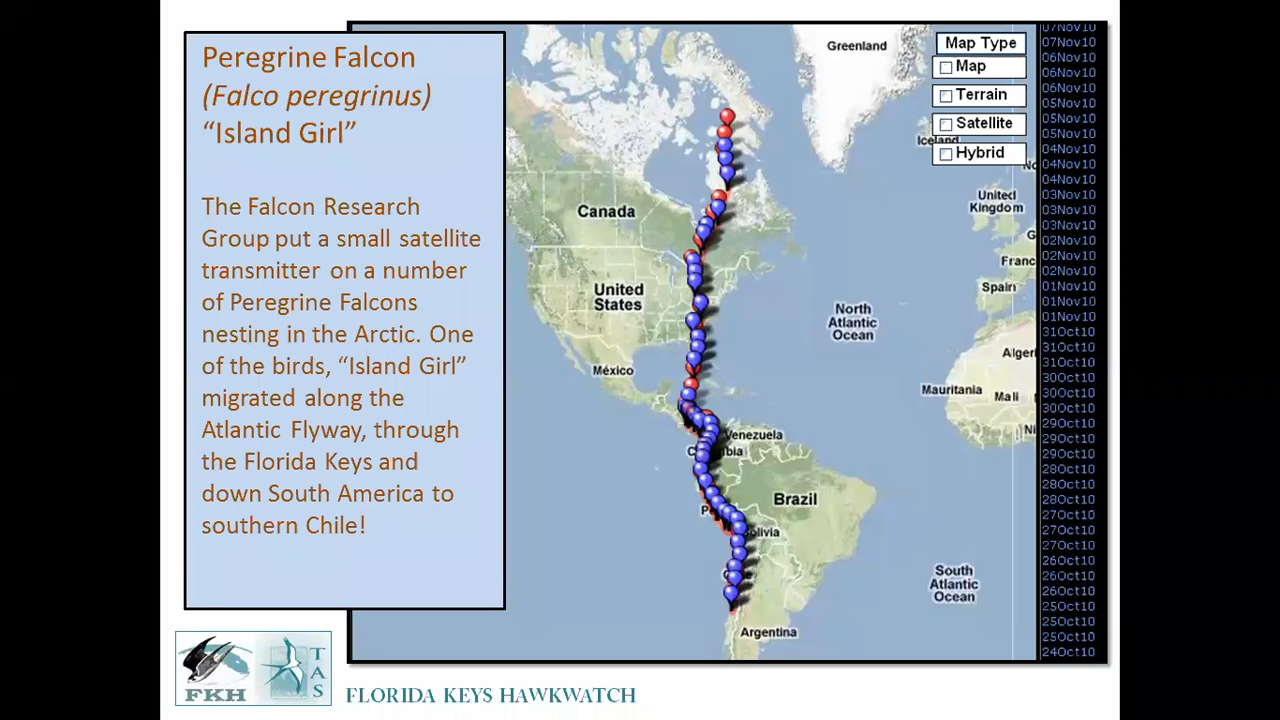 Peregrine Falcon
(Falco peregrinus)
“Island Girl”
The Falcon Research
Group put a small satellite
transmitter on a number
of Peregrine Falcons
nesting in the Arctic. One
of the birds, “Island Girl”
migrated along the
Atlantic Flyway, through
the Florida Keys and
down South America to
southern Chile!
Greenland
Map Type
Map
Terrain
Satellite
Hybrid
Canada
United
Kingdom
United
States
Spain
North
Atlantic
Ocean
México
Mauritania
Mali
Venezuela
Brazil
South
Atlantic
Ocean
Argentina
07Nov10
07Nov10
06Nov10
06Nov10
06Nov10
05Nov10
05Nov10
05Nov10
04Nov10
04Nov10
04Nov10
03Nov10
03Nov10
03Nov10
02Nov10
02Nov10
02Nov10
01Nov10
01Nov10
01Nov10
31Oct10
31Oct10
31Oct10
30Oct10
30Oct10
30Oct10
29Oct10
29Oct10
29Oct10
28Oct10
28Oct10
28Oct10
27Oct10
27Oct10
27Oct10
26Oct10
26Oct10
26Oct10
25Oct10
25Oct10
25Oct10
24Oct10
FKH
TAS
FLORIDA KEYS HAWKWATCH